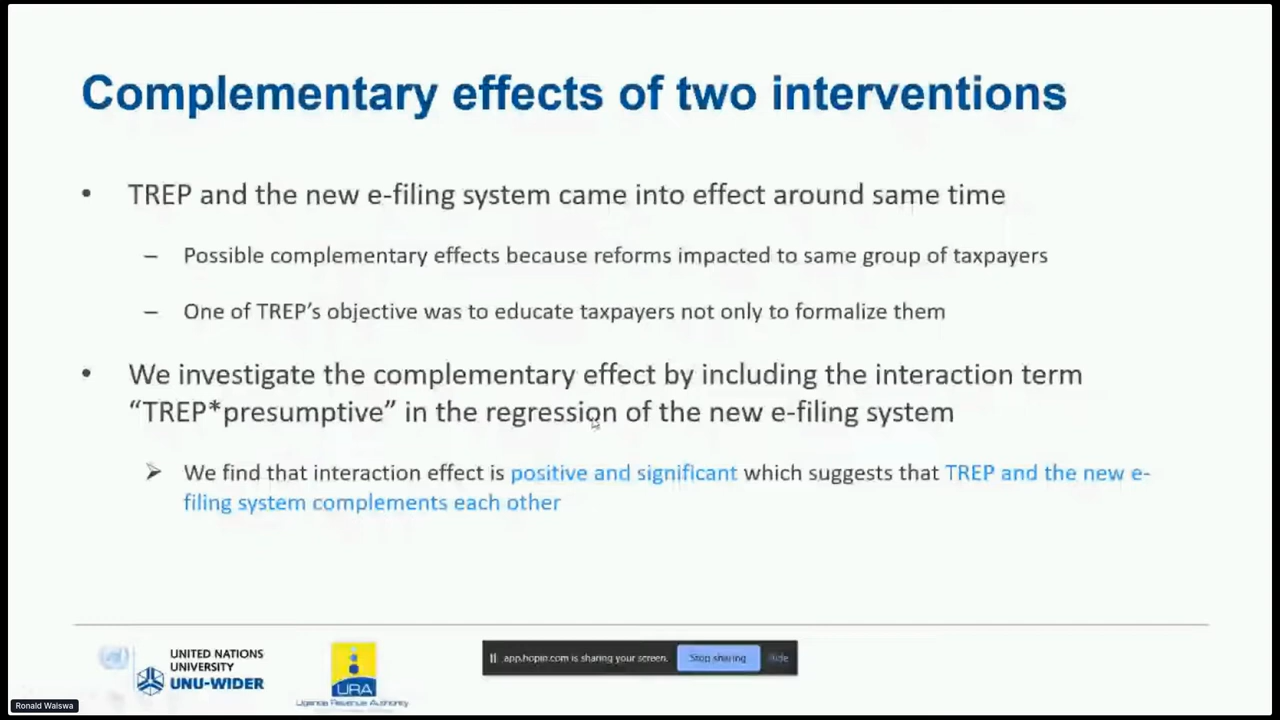 Complementary effects of two interventions
• TREP and the new e-filing system came into effect around same time
– Possible complementary effects because reforms impacted to same group of taxpayers
– One of TREP's objective was to educate taxpayers not only to formalize them
• We investigate the complementary effect by including the interaction term
“TREP*presumptive” in the regression of the new e-filing system
➢ We find that interaction effect is positive and significant which suggests that TREP and the new e-
filing system complements each other
UNITED NATIONS
UNIVERSITY
UNU-WIDER
URA
Uganda Revenue Authority
app.hopin.com is sharing your screen.
Stop sharing
Hide
Ronald Waiswa